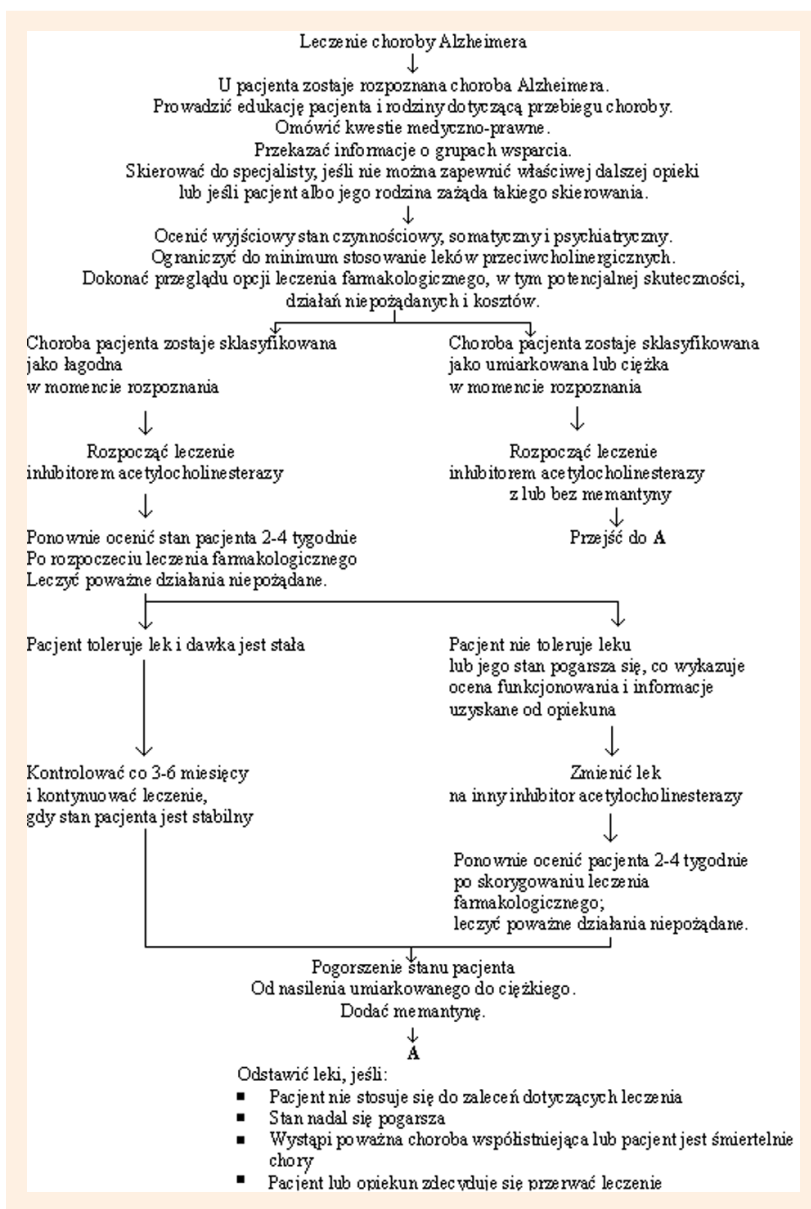 Leczenie choroby Alzheimera
U pacjenta zostaje rozpoznana choroba Alzheimera.
Prowadzić edukację pacjenta i rodziny dotyczącą przebiegu choroby.
Omówić kwestie medyczno-prawne.
Przekazać informacje o grupach wsparcia.
Skierować do specjalisty, jeśli nie można zapewnić właściwej dalszej opieki
lub jeśli pacjent albo jego rodzina zażąda takiego skierowania.
Ocenić wyjściowy stan czynnościowy, somatyczny i psychiatryczny.
Ograniczyć do minimum stosowanie leków przeciwcholinergicznych.
Dokonać przeglądu opcji leczenia farmakologicznego, w tym potencjalnej skuteczności,
działań niepożądanych i kosztów.
Choroba pacjenta zostaje sklasyfikowana
jako łagodna
w momencie rozpoznania
Choroba pacjenta zostaje sklasyfikowana
jako umiarkowana lub ciężka
w momencie rozpoznania
Rozpocząć leczenie
inhibitorem acetylocholinesterazy
Rozpocząć leczenie
inhibitorem acetylocholinesterazy
z lub bez memantyny
Ponownie ocenić stan pacjenta 2-4 tygodnie
Po rozpoczeciu leczenia farmakologicznego
Leczyć poważne działania niepożądane.
Przejść do A
Pacjent toleruje lek i dawka jest stała
Pacjent nie toleruje leku
lub jego stan pogarsza się, co wykazuje
ocena funkcjonowania i informacje
uzyskane od opiekuna
Kontrolować co 3-6 miesięcy
i kontynuować leczenie,
gdy stan pacjenta jest stabilny
Zmienić lek
na inny inhibitor acetylocholinesterazy
Ponownie ocenić pacjenta 2-4 tygodnie
po skorygowaniu leczenia
farmakologicznego;
leczyć poważne działania niepożądane.
Pogorszenie stanu pacjenta
Od nasilenia umiarkowanego do ciężkiego.
Dodać memantynę.
A
Odstawić leki, jeśli:
▪ Pacjent nie stosuje się do zaleceń dotyczących leczenia
▪ Stan nadal się pogarsza
▪ Wystąpi poważna choroba współistniejąca lub pacjent jest śmiertelnie
chory
▪ Pacjent lub opiekun zdecyduje się przerwać leczenie